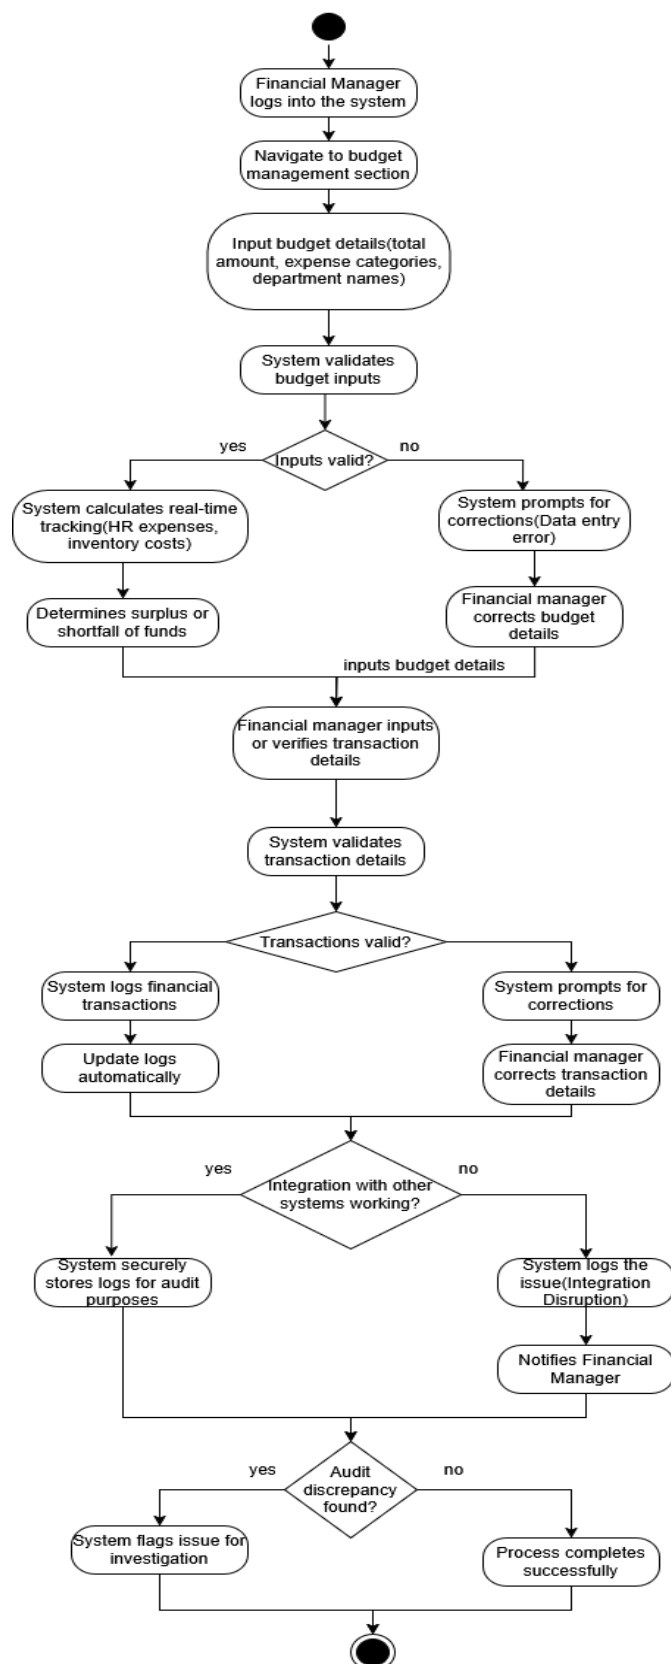 Financial Manager
logs into the system
Navigate to budget
management section
Input budget details(total
amount, expense categories,
department names)
System validates
budget inputs
yes
Inputs valid?
no
System calculates real-time
tracking(HR expenses,
inventory costs)
System prompts for
corrections(Data entry
error)
Determines surplus or
shortfall of funds
Financial manager
corrects budget
details
inputs budget details
Financial manager inputs
or verifies transaction
details
System validates
transaction details
Transactions valid?
System logs financial
transactions
System prompts for
corrections
Update logs
automatically
Financial manager
corrects transaction
details
yes
Integration with other
systems working?
no
System securely
stores logs for audit
purposes
System logs the
issue(Integration
Disruption)
Notifies Financial
Manager
yes
Audit
discrepancy
found?
no
System flags issue for
investigation
Process completes
successfully